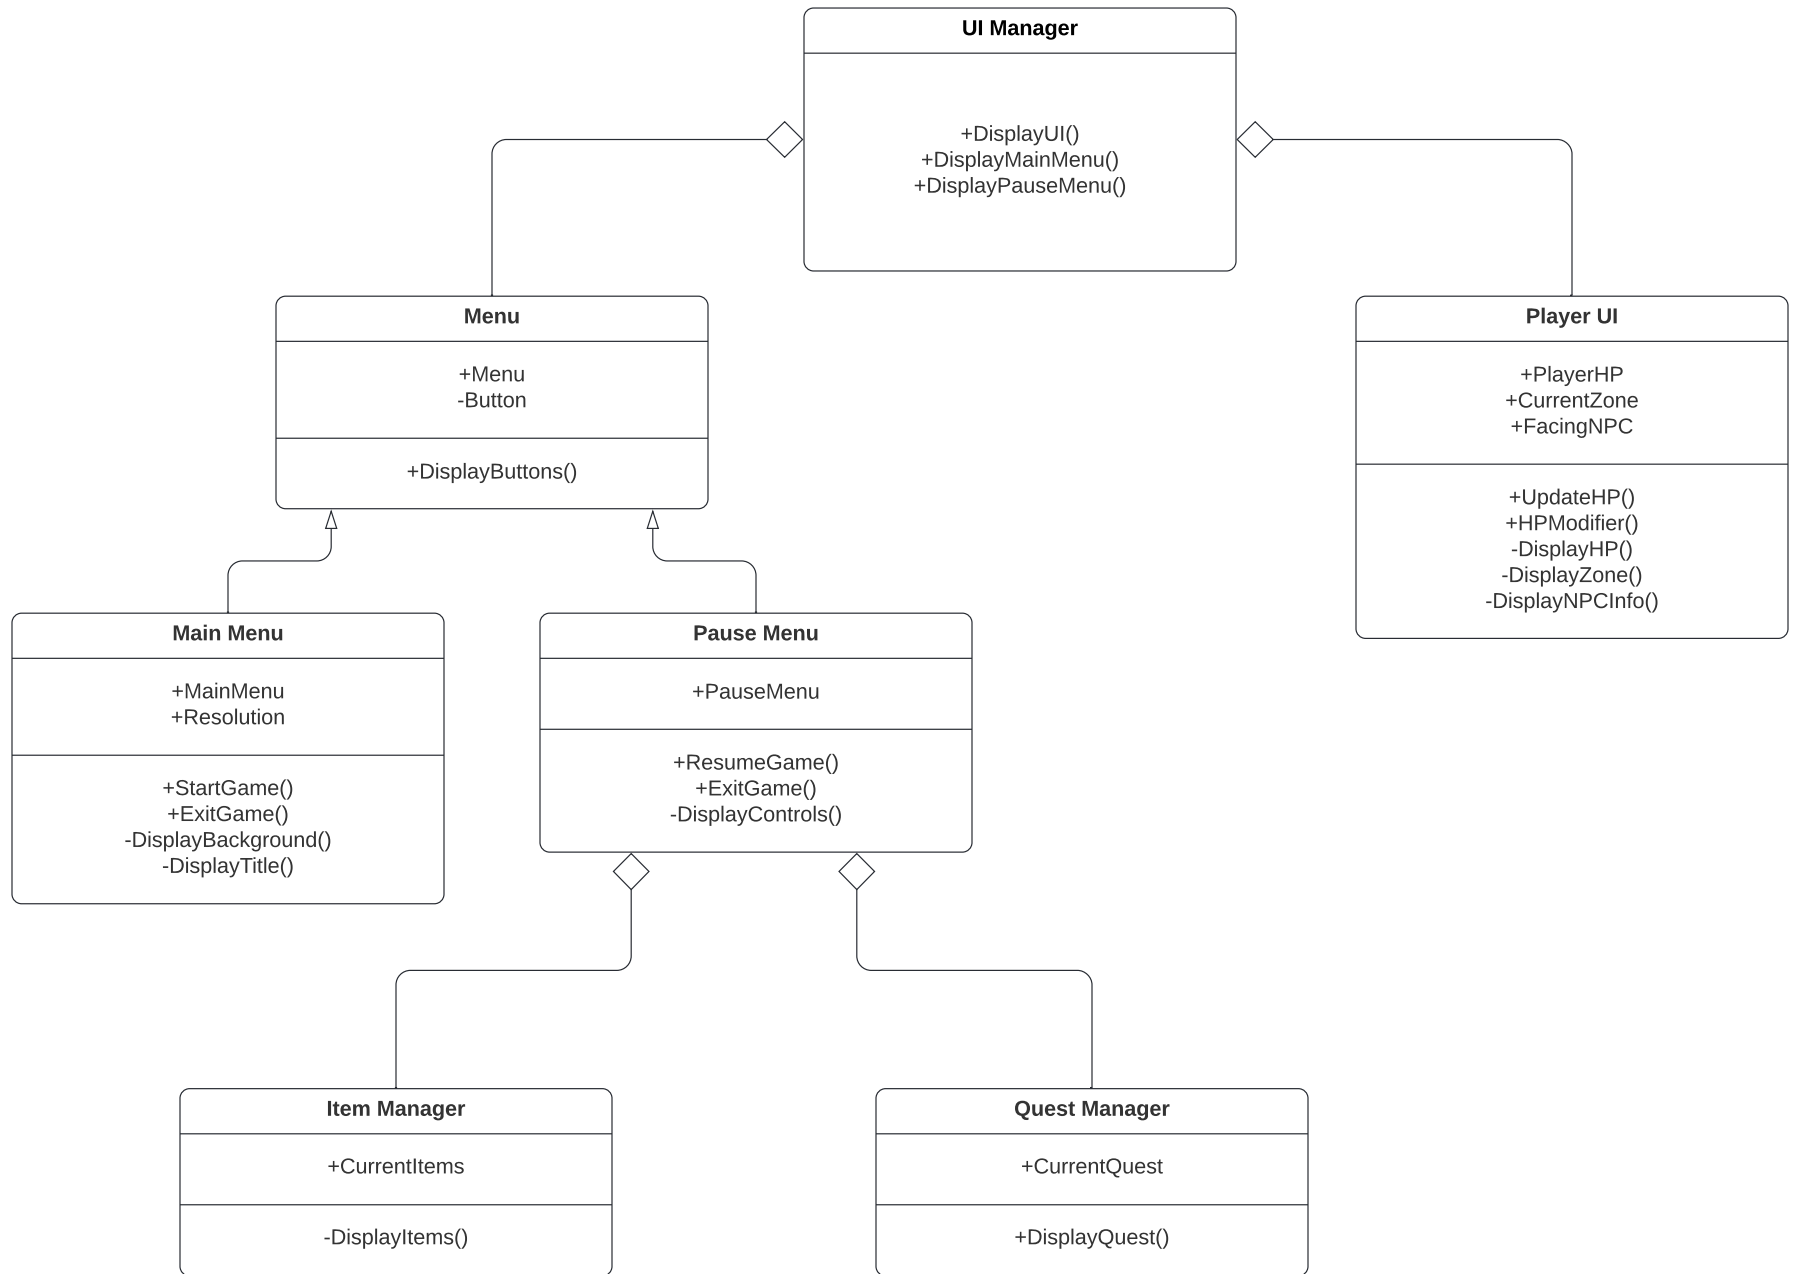 UI Manager
+DisplayUI()
+DisplayMainMenu()
+DisplayPauseMenu()
Menu
+Menu
-Button
+DisplayButtons()
Player UI
+PlayerHP
+CurrentZone
+FacingNPC
+UpdateHP()
+HPModifier()
-DisplayHP()
-DisplayZone()
-DisplayNPCInfo()
Main Menu
+MainMenu
+Resolution
+StartGame()
+ExitGame()
-DisplayBackground()
-DisplayTitle()
Pause Menu
+PauseMenu
+ResumeGame()
+ExitGame()
-DisplayControls()
Item Manager
+CurrentItems
-DisplayItems()
Quest Manager
+CurrentQuest
+DisplayQuest()